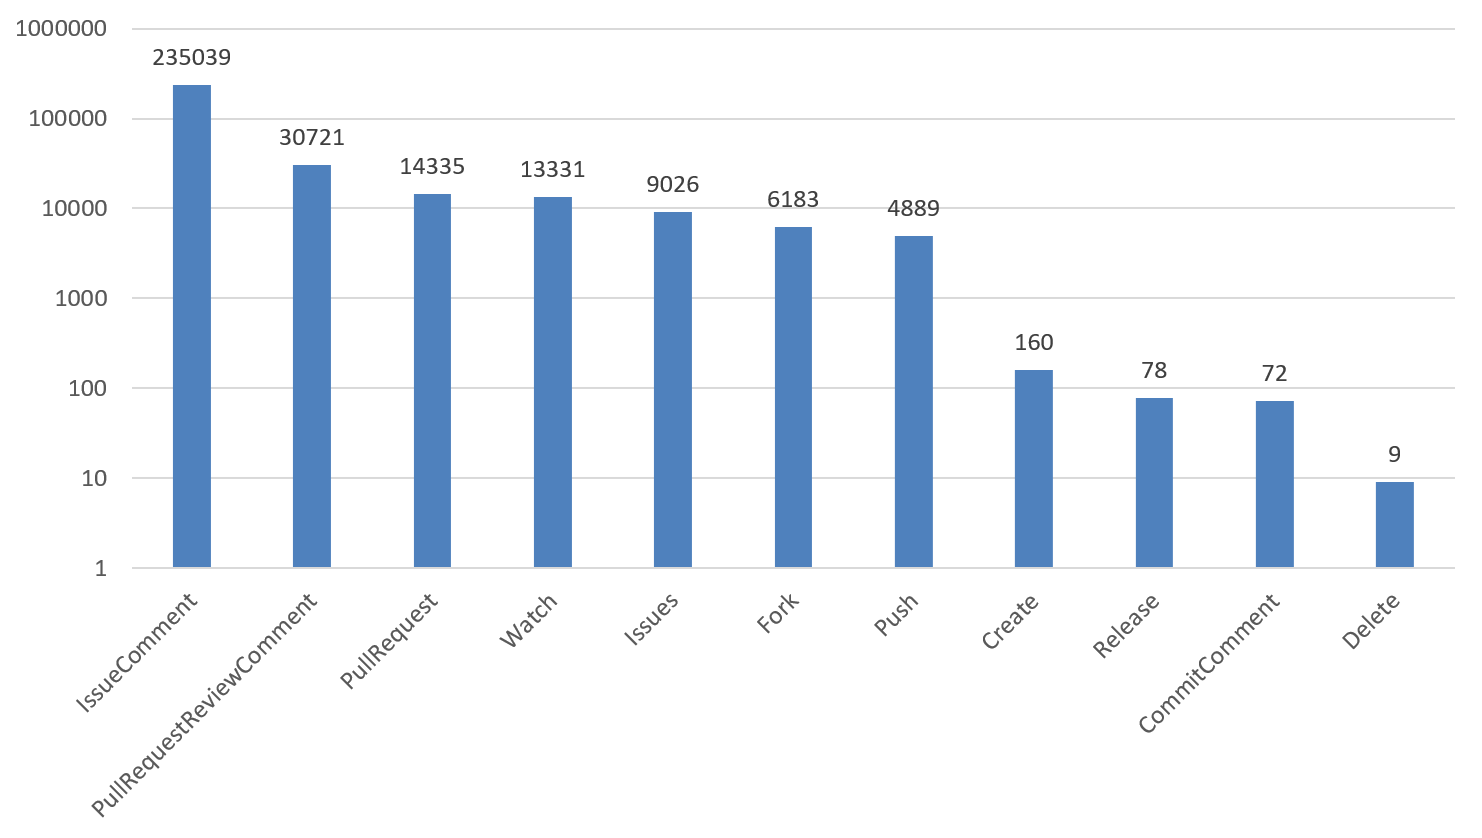 1000000
100000
10000
1000
100
10
1
235039
30721
14335
13331
9026
6183
4889
160
78
72
9
IssueComment
PullRequestReviewComment
PullRequest
Watch
Issues
Fork
Push
Create
Release
CommitComment
Delete